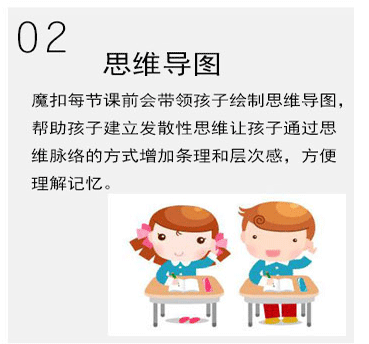 02
思维导图
魔扣每节课前会带领孩子绘制思维导图，
帮助孩子建立发散性思维让孩子通过思
维脉络的方式增加条理和层次感，方便
理解记忆。